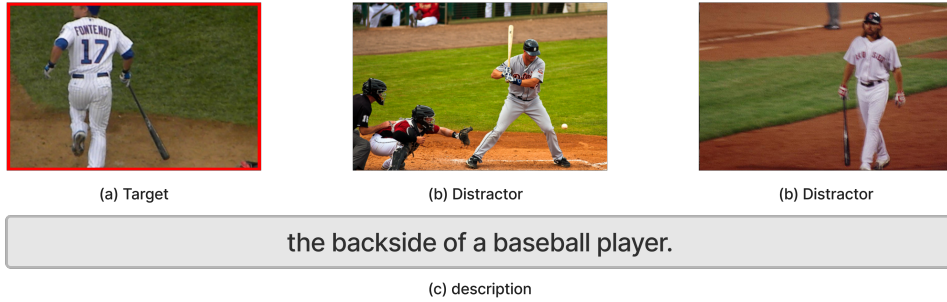 FONTENOT
17
(a) Target
(b) Distractor
(b) Distractor
the backside of a baseball player.
(c) description